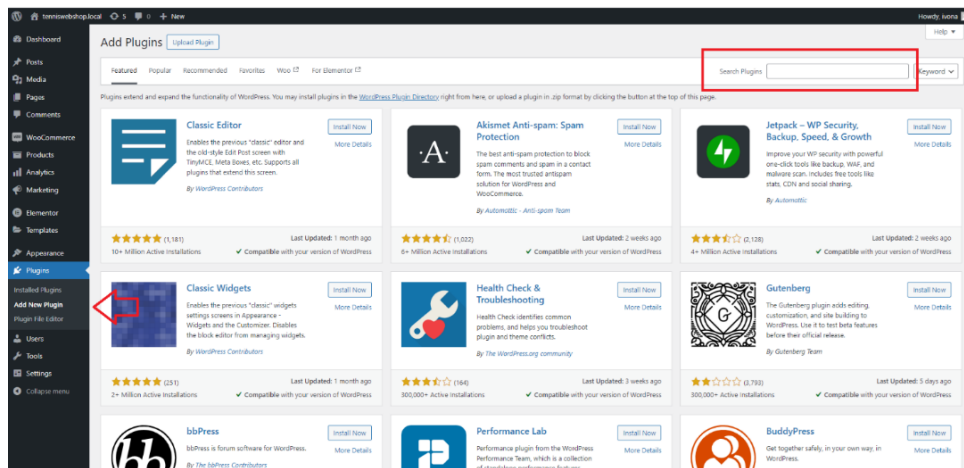 tenniswebshop.local 5 0 + New Howdy, ivona
Help
Dashboard
Posts
Media
Pages
Comments
WooCommerce
Products
Analytics
Marketing
Elementor
Templates
Appearance
Plugins
Installed Plugins
Add New Plugin
Plugin File Editor
Users
Tools
Settings
Collapse menu
Add Plugins Upload Plugin
Featured Popular Recommended Favorites Woo For Elementor Search Plugins Keyword
Plugins extend and expand the functionality of WordPress. You may install plugins in the WordPress Plugin Directory right from here, or upload a plugin in .zip format by clicking the button at the top of this page.
Classic Editor
Install Now
More Details
Enables the previous "classic" editor and
the old-style Edit Post screen with
TinyMCE, Meta Boxes, etc. Supports all
plugins that extend this screen.
By WordPress Contributors
(1,181) Last Updated: 1 month ago
10+ Million Active Installations Compatible with your version of WordPress
Akismet Anti-spam: Spam
Protection
Install Now
More Details
The best anti-spam protection to block
spam comments and spam in a contact
form. The most trusted antispam
solution for WordPress and
WooCommerce.
By Automattic - Anti-spam Team
(1,022) Last Updated: 2 weeks ago
6+ Million Active Installations Compatible with your version of WordPress
Jetpack – WP Security,
Backup, Speed, & Growth
Install Now
More Details
Improve your WP security with powerful
one-click tools like backup, WAF, and
malware scan. Includes free tools like
stats, CDN and social sharing.
By Automattic
(2,128) Last Updated: 2 weeks ago
4+ Million Active Installations Compatible with your version of WordPress
Classic Widgets
Install Now
More Details
Enables the previous "classic" widgets
settings screens in Appearance -
Widgets and the Customizer. Disables
the block editor from managing widgets.
By WordPress Contributors
(251) Last Updated: 1 month ago
2+ Million Active Installations Compatible with your version of WordPress
Health Check &
Troubleshooting
Install Now
More Details
Health Check identifies common
problems, and helps you troubleshoot
plugin and theme conflicts.
By The WordPress.org community
(164) Last Updated: 3 weeks ago
300,000+ Active Installations Compatible with your version of WordPress
Gutenberg
Install Now
More Details
The Gutenberg plugin adds editing,
customization, and site building to
WordPress. Use it to test beta features
before their official release.
By Gutenberg Team
(3,793) Last Updated: 5 days ago
300,000+ Active Installations Compatible with your version of WordPress
bbPress
Install Now
More Details
bbPress is forum software for WordPress.
By The bbPress Contributors
Performance Lab
Install Now
More Details
Performance plugin from the WordPress
Performance Team, which is a collection
of standalone performance features
BuddyPress
Install Now
More Details
Get together safely, in your own way, in
WordPress.